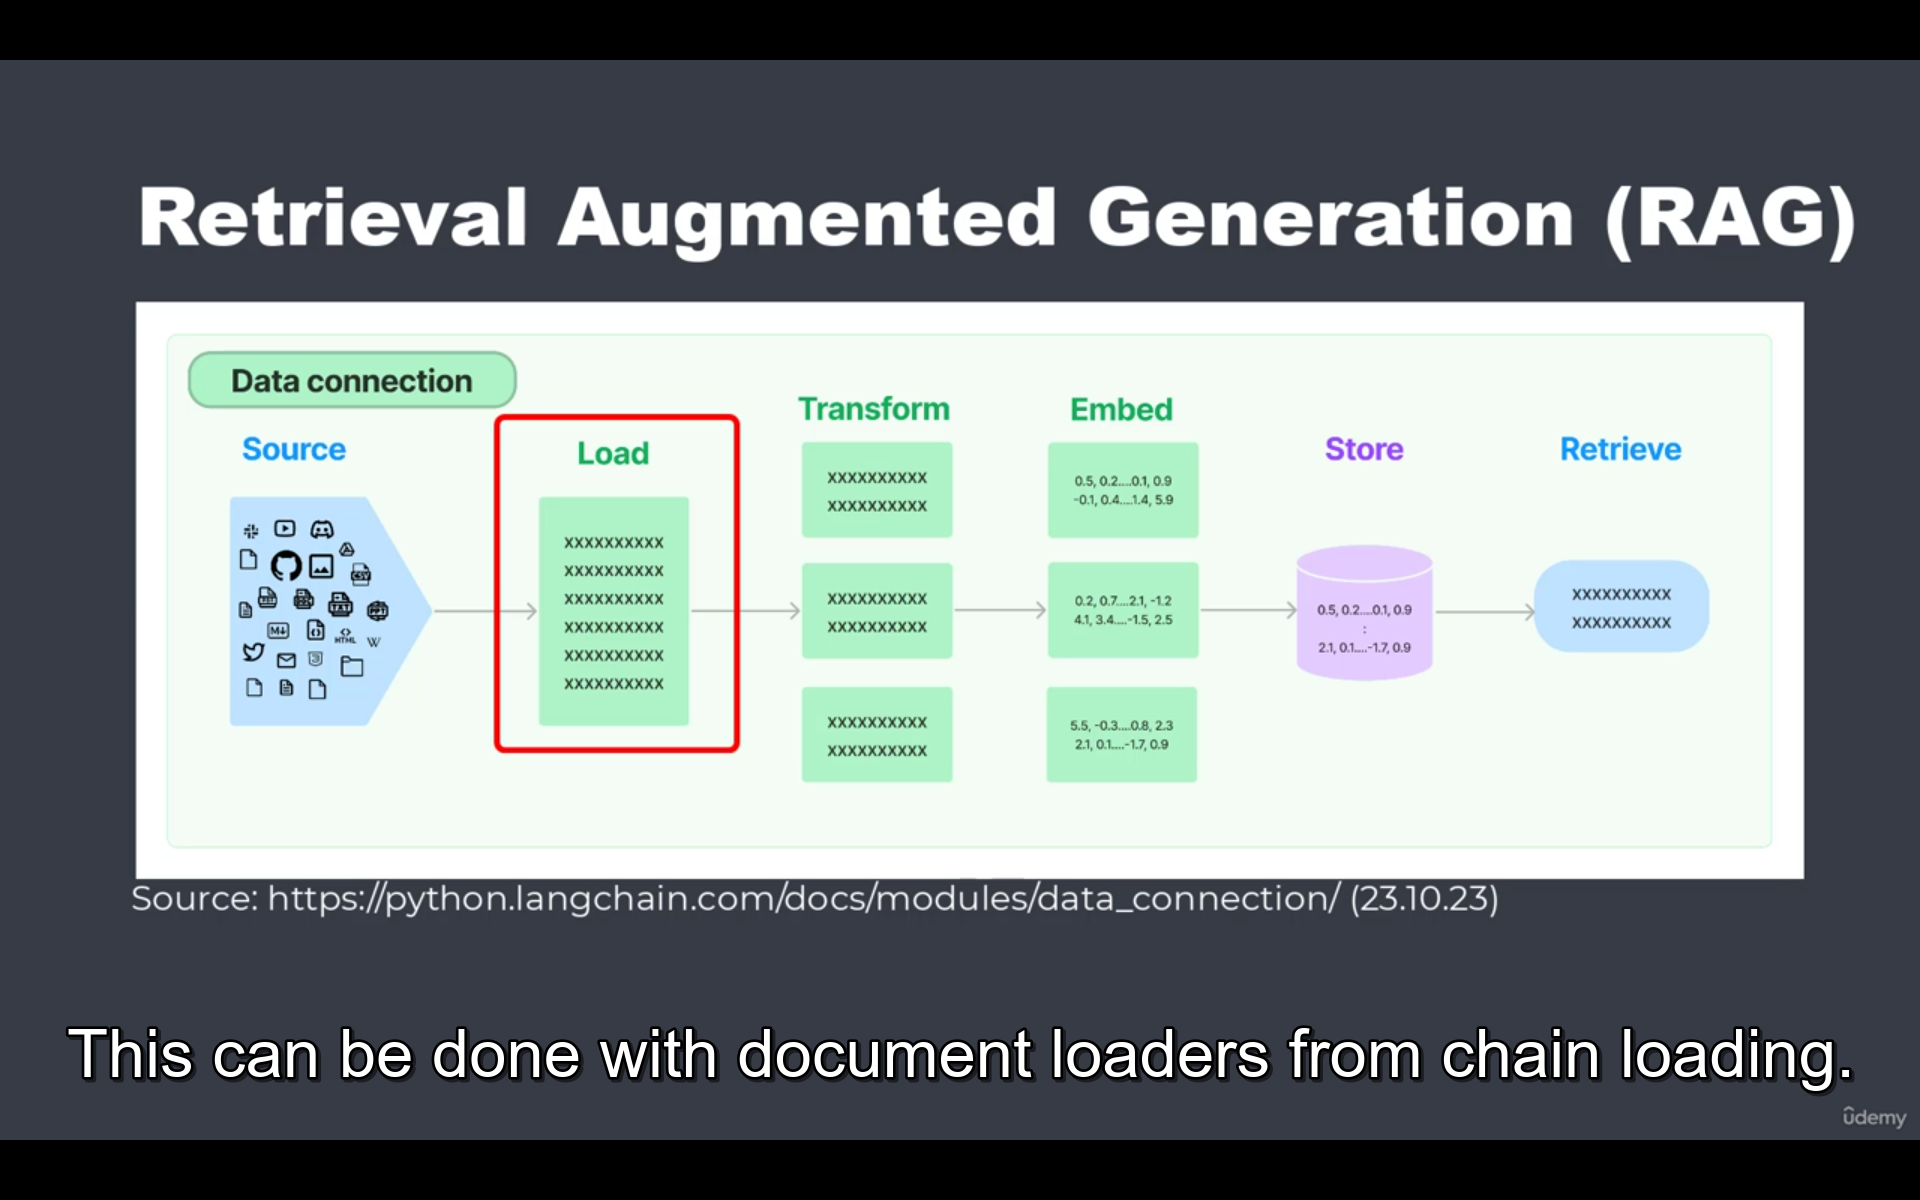 Retrieval Augmented Generation (RAG)
Data connection
Source
Load
Transform
Embed
Store
Retrieve
CSV
TXT
PPT
M↓
HTML
W
XXXXXXXXXX
XXXXXXXXXX
XXXXXXXXXX
XXXXXXXXXX
XXXXXXXXXX
XXXXXXXXXX
XXXXXXXXXX
XXXXXXXXXX
XXXXXXXXXX
XXXXXXXXXX
XXXXXXXXXX
XXXXXXXXXX
0.5, 0.2....0.1, 0.9
-0.1, 0.4....1.4, 5.9
0.2, 0.7....2.1, -1.2
4.1, 3.4....-1.5, 2.5
5.5, -0.3....0.8, 2.3
2.1, 0.1....-1.7, 0.9
0.5, 0.2....0.1, 0.9
:
2.1, 0.1....-1.7, 0.9
XXXXXXXXXX
XXXXXXXXXX
Source: https://python.langchain.com/docs/modules/data_connection/ (23.10.23)
This can be done with document loaders from chain loading.
udemy